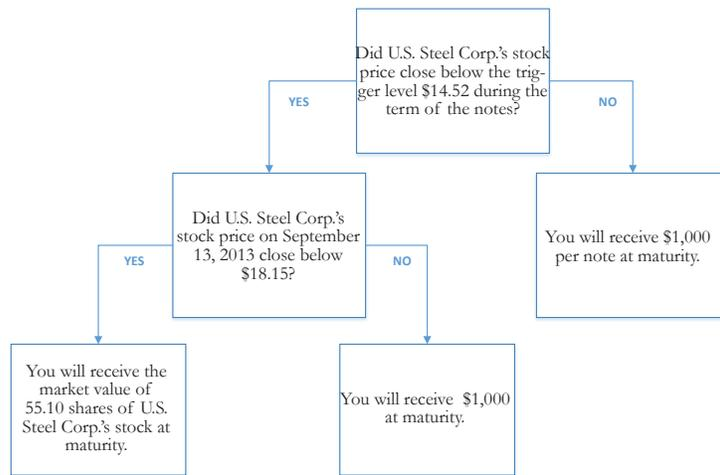 Did U.S. Steel Corp.'s stock
price close below the trig-
ger level $14.52 during the
term of the notes?
YES
NO
Did U.S. Steel Corp.'s
stock price on September
13, 2013 close below
$18.15?
You will receive $1,000
per note at maturity.
YES
NO
You will receive the
market value of
55.10 shares of U.S.
Steel Corp.'s stock at
maturity.
You will receive $1,000
at maturity.